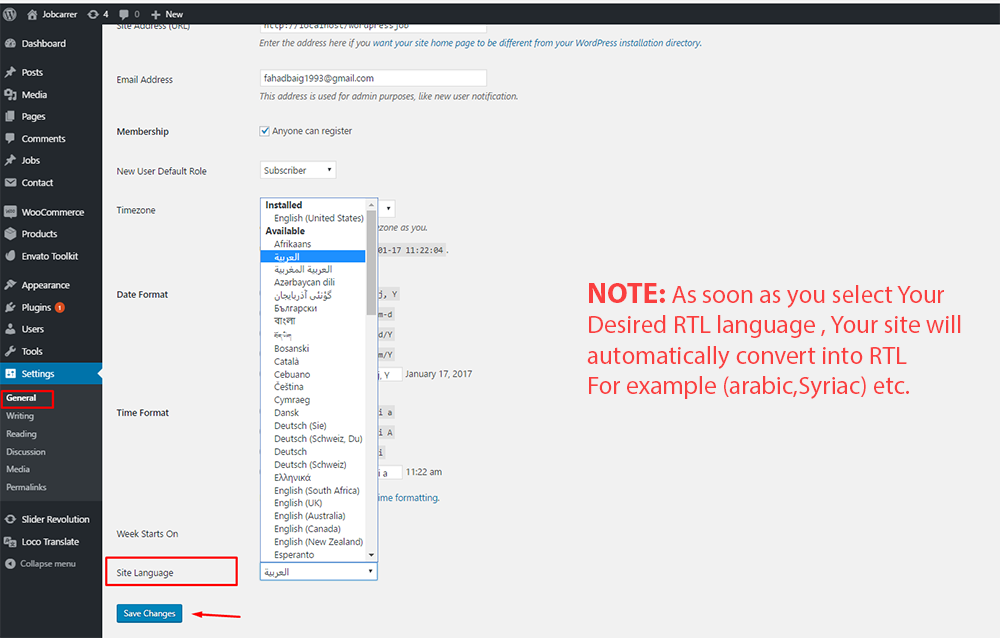 Jobcarrer 4 0 New
Dashboard
Posts
Media
Pages
Comments
Jobs
Contact
WooCommerce
Products
Envato Toolkit
Appearance
Plugins 1
Users
Tools
Settings
General
Writing
Reading
Discussion
Media
Permalinks
Slider Revolution
Loco Translate
Collapse menu
Site Address (URL)
http://localhost/wordpressjob
Enter the address here if you want your site home page to be different from your WordPress installation directory.
Email Address
fahadbaig1993@gmail.com
This address is used for admin purposes, like new user notification.
Membership
Anyone can register
New User Default Role
Subscriber
Timezone
Installed
English (United States)
Available
Afrikaans
العربية
العربية المغربية
Azərbaycan dili
گؤنئی آذربایجان
Български
বাংলা
བོད་ཡིག
Bosanski
Català
Cebuano
Čeština
Cymraeg
Dansk
Deutsch (Sie)
Deutsch (Schweiz, Du)
Deutsch
Deutsch (Schweiz)
Ελληνικά
English (South Africa)
English (UK)
English (Australia)
English (Canada)
English (New Zealand)
Esperanto
ezone as you.
01-17 11:22:04 .
Date Format
j, Y
m-d
d/Y
m/Y
j, Y January 17, 2017
Time Format
i a
i A
i
i a 11:22 am
ime formatting.
Week Starts On
Site Language
العربية
Save Changes
NOTE: As soon as you select Your
Desired RTL language , Your site will
automatically convert into RTL
For example (arabic,Syriac) etc.